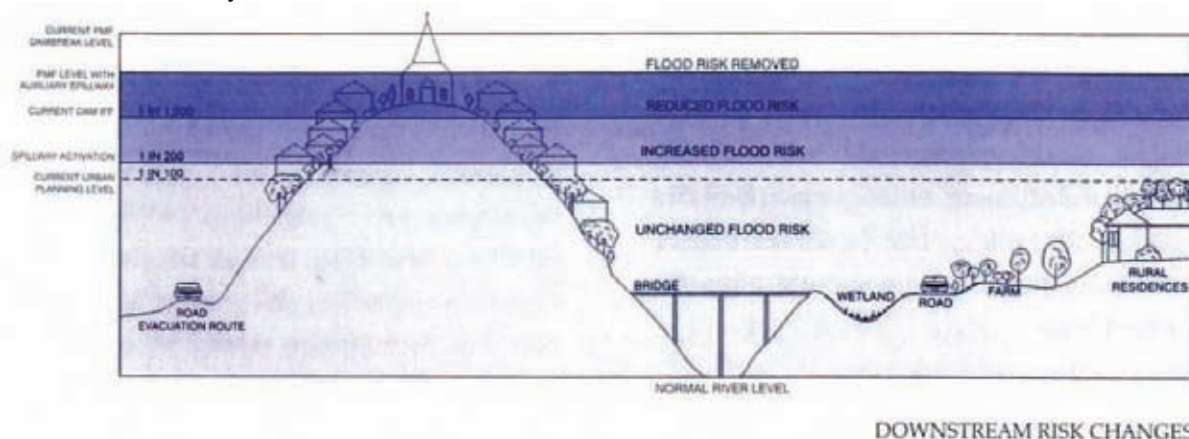 CURRENT PMF
DAMBREAK LEVEL
PMF LEVEL WITH
AUXILIARY SPILLWAY
FLOOD RISK REMOVED
CURRENT DAM
1 IN 1,000
REDUCED FLOOD RISK
SPILLWAY ACTIVATION
1 IN 200
INCREASED FLOOD RISK
CURRENT URBAN
PLANNING LEVEL
1 IN 100
UNCHANGED FLOOD RISK
ROAD
EVACUATION ROUTE
BRIDGE
WETLAND
ROAD
FARM
RURAL
RESIDENCES
NORMAL RIVER LEVEL
DOWNSTREAM RISK CHANGES